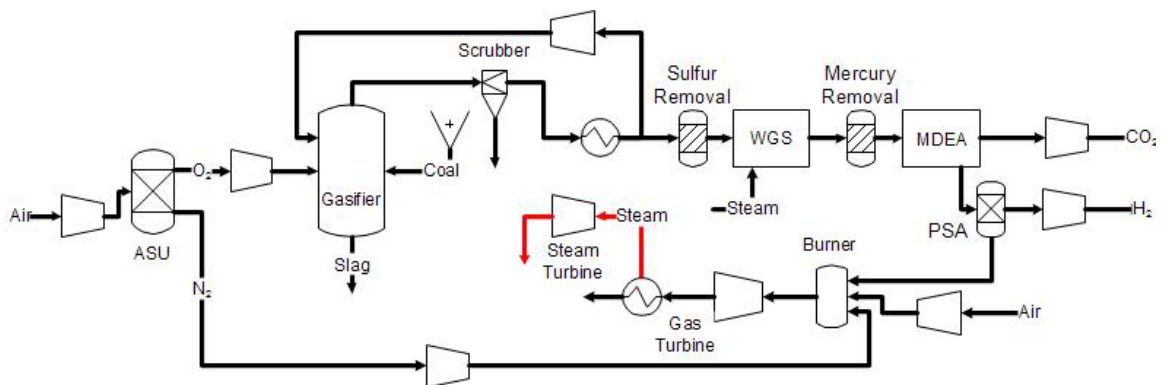 Scrubber
Sulfur
Removal
Mercury
Removal
+
WGS
MDEA
CO₂
O₂
Coal
Gasifier
Air
ASU
Steam
Steam
H₂
PSA
Slag
Steam
Turbine
Burner
N₂
Gas
Turbine
Air